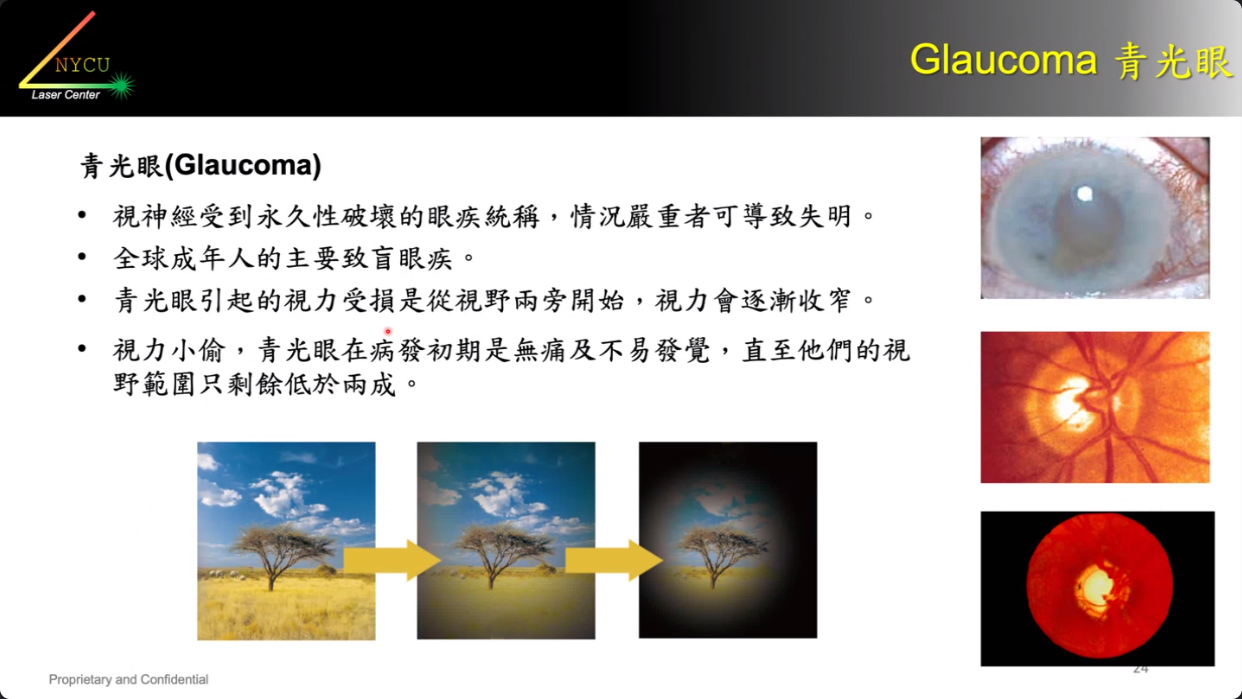 NYCU
Laser Center
Glaucoma 青光眼
青光眼(Glaucoma)
• 視神經受到永久性破壞的眼疾統稱，情況嚴重者可導致失明。
• 全球成年人的主要致盲眼疾。
• 青光眼引起的視力受損是從視野兩旁開始，視力會逐漸收窄。
• 視力小偷，青光眼在病發初期是無痛及不易發覺，直至他們的視
野範圍只剩餘低於兩成。
Proprietary and Confidential
24